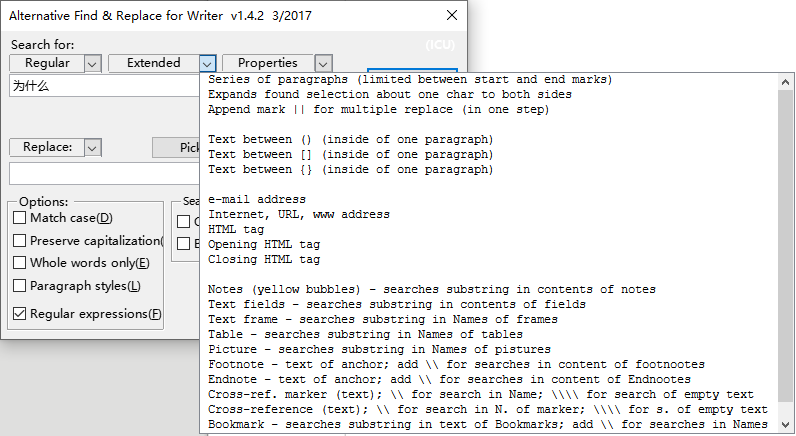 Alternative Find & Replace for Writer v1.4.2 3/2017
Search for:
(ICU)
Regular
Extended
Properties
为什么
Series of paragraphs (limited between start and end marks)
Expands found selection about one char to both sides
Append mark || for multiple replace (in one step)
Replace:
Pick
Text between () (inside of one paragraph)
Text between [] (inside of one paragraph)
Text between {} (inside of one paragraph)
Options:
Match case(D)
Preserve capitalization(
Whole words only(E)
Paragraph styles(L)
Regular expressions(F)
Sea
e-mail address
Internet, URL, www address
HTML tag
Opening HTML tag
Closing HTML tag
Notes (yellow bubbles) - searches substring in contents of notes
Text fields - searches substring in contents of fields
Text frame - searches substring in Names of frames
Table - searches substring in Names of tables
Picture - searches substring in Names of pistures
Footnote - text of anchor; add \\ for searches in content of footnootes
Endnote - text of anchor; add \\ for searches in content of Endnotes
Cross-ref. marker (text); \\ for search in Name; \\\\ for search of empty text
Cross-reference (text); \\ for search in N. of marker; \\\\ for s. of empty text
Bookmark - searches substring in text of Bookmarks; add \\ for searches in Names